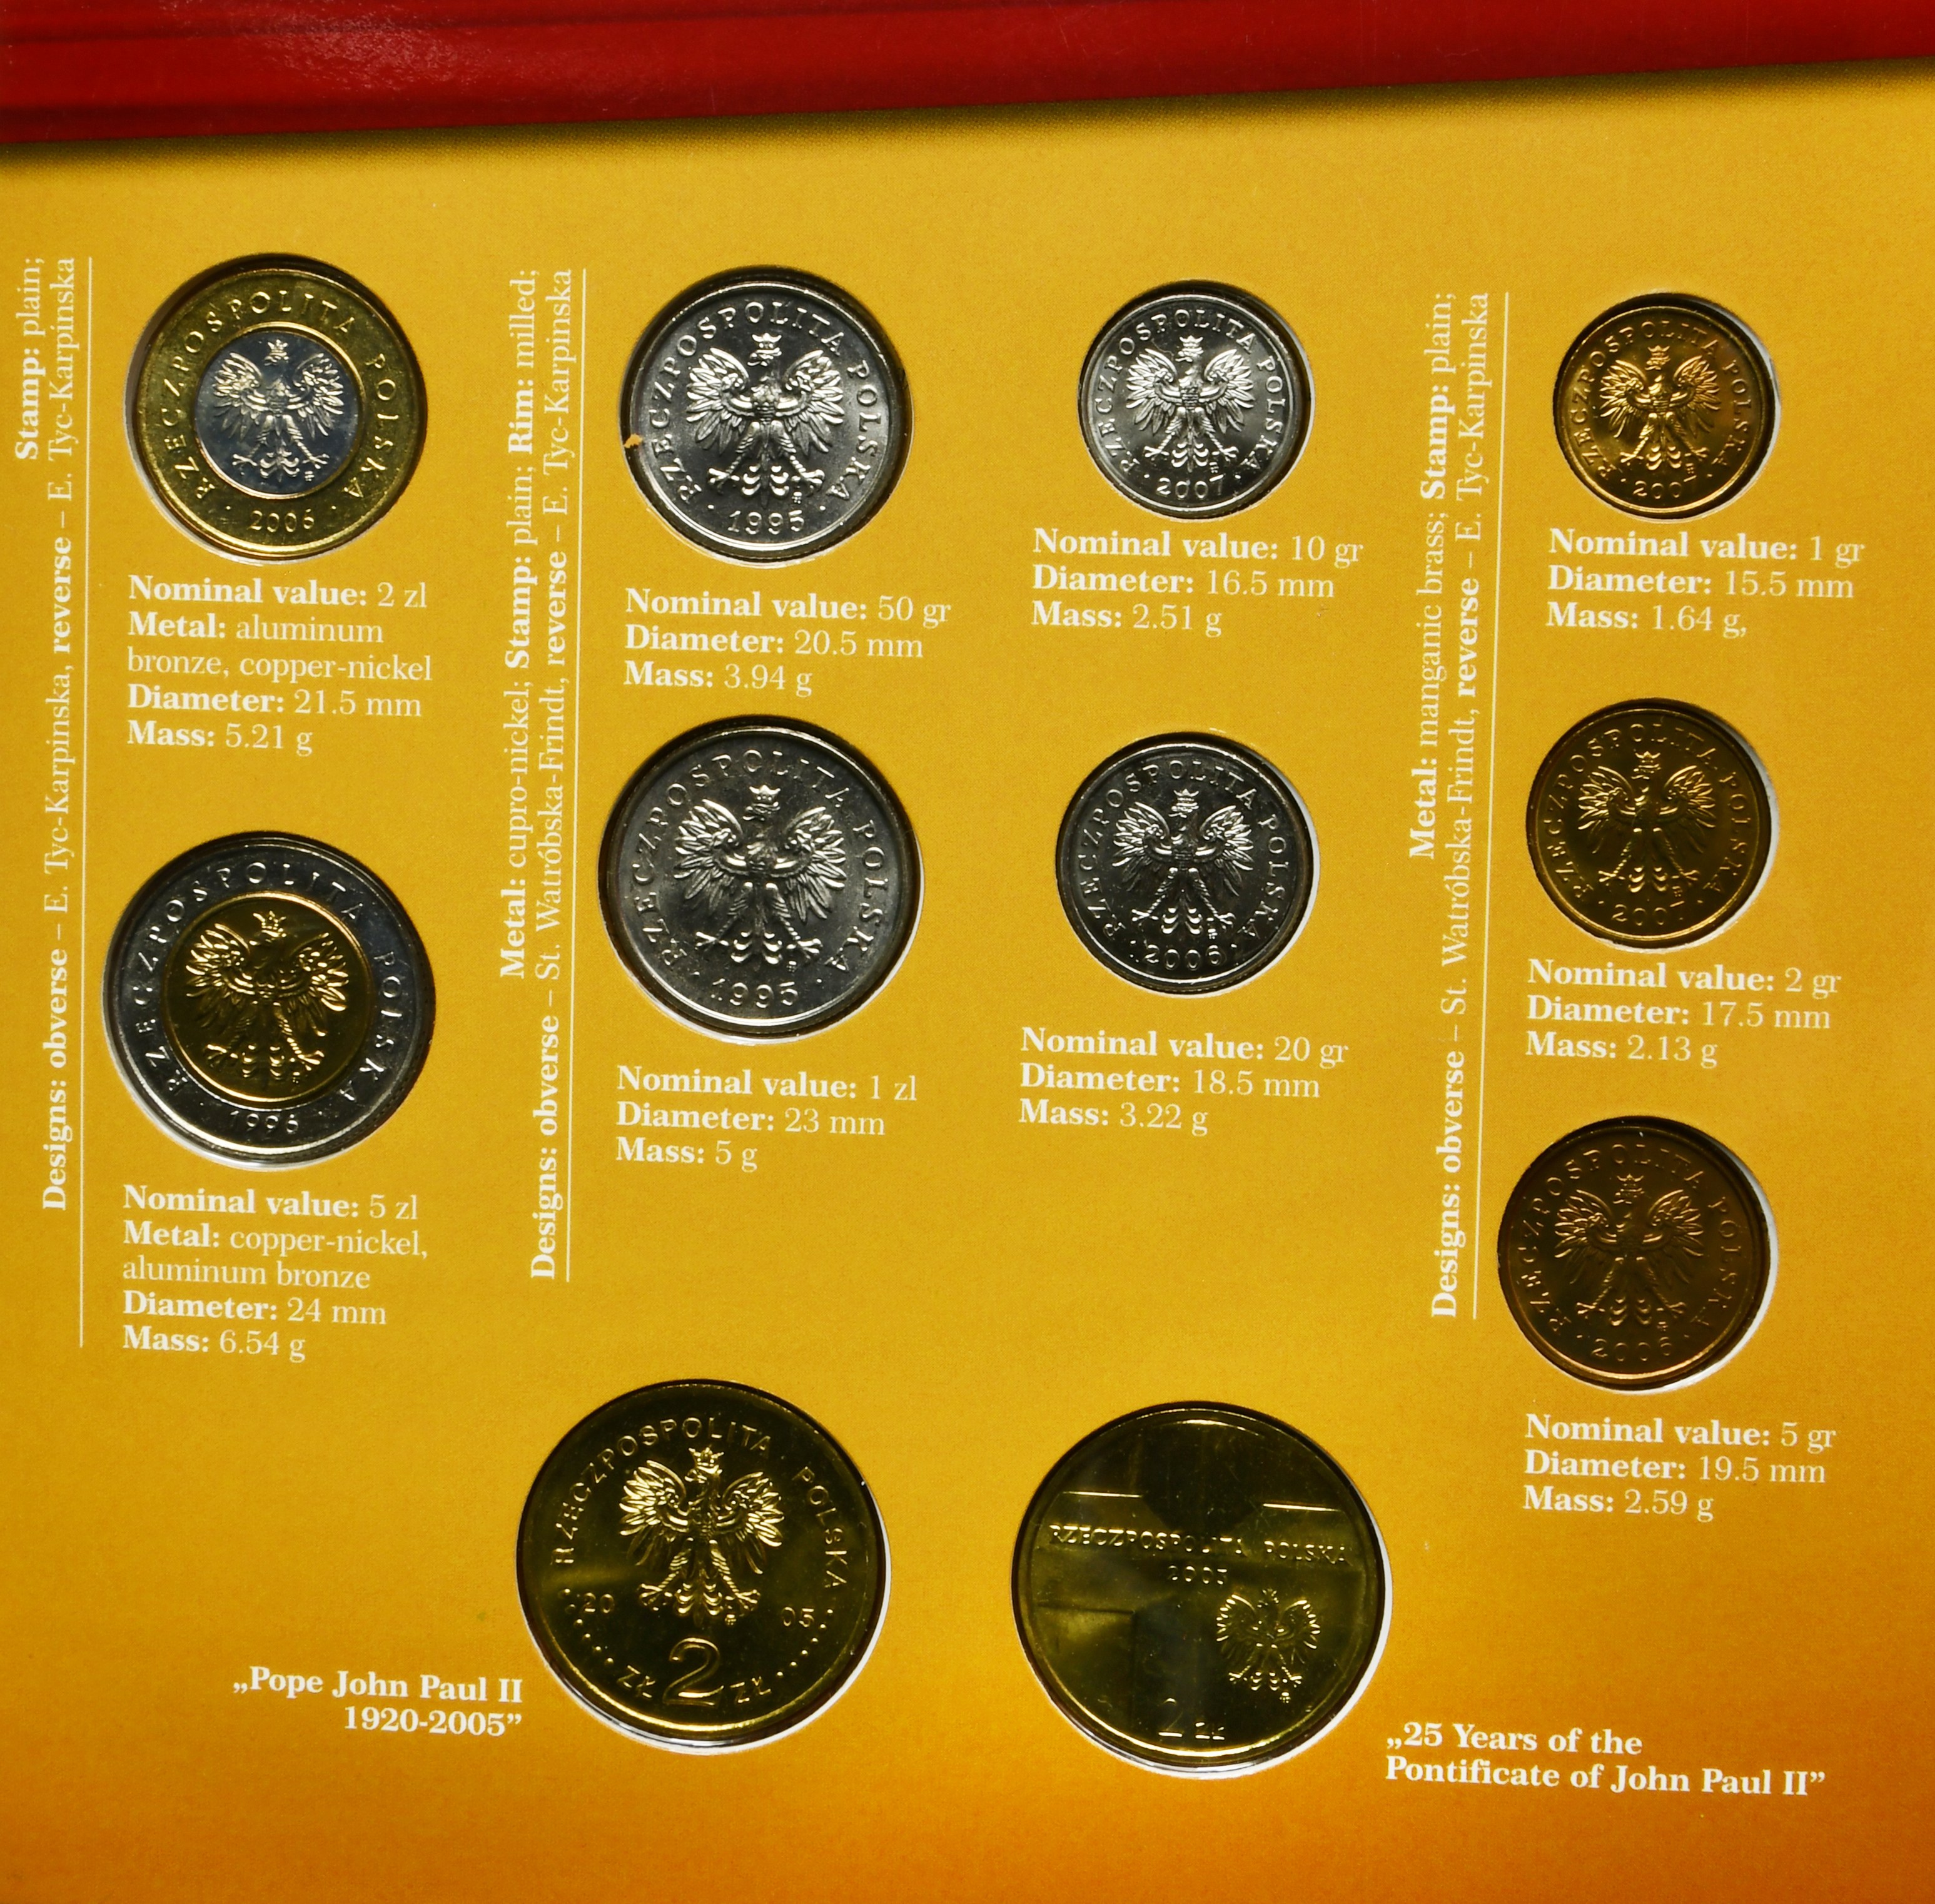 Stamp: plain;
Designs: obverse – E. Tyc-Karpinska, reverse – E. Tyc-Karpinska
RZECZPOSPOLITA POLSKA
· 2006 ·
Nominal value: 2 zl
Metal: aluminum
bronze, copper-nickel
Diameter: 21.5 mm
Mass: 5.21 g
RZECZPOSPOLITA POLSKA
· 1996 ·
Nominal value: 5 zl
Metal: copper-nickel,
aluminum bronze
Diameter: 24 mm
Mass: 6.54 g
Metal: cupro-nickel; Stamp: plain; Rim: milled;
Designs: obverse – St. Watróbska-Frindt, reverse – E. Tyc-Karpinska
RZECZPOSPOLITA POLSKA
· 1995 ·
Nominal value: 50 gr
Diameter: 20.5 mm
Mass: 3.94 g
RZECZPOSPOLITA POLSKA
· 1995 ·
Nominal value: 1 zl
Diameter: 23 mm
Mass: 5 g
RZECZPOSPOLITA POLSKA
· 2007 ·
Nominal value: 10 gr
Diameter: 16.5 mm
Mass: 2.51 g
RZECZPOSPOLITA POLSKA
· 2006 ·
Nominal value: 20 gr
Diameter: 18.5 mm
Mass: 3.22 g
Metal: manganic brass; Stamp: plain;
Designs: obverse – St. Watróbska-Frindt, reverse – E. Tyc-Karpinska
RZECZPOSPOLITA POLSKA
· 2007 ·
Nominal value: 1 gr
Diameter: 15.5 mm
Mass: 1.64 g,
RZECZPOSPOLITA POLSKA
· 2007 ·
Nominal value: 2 gr
Diameter: 17.5 mm
Mass: 2.13 g
RZECZPOSPOLITA POLSKA
· 2006 ·
Nominal value: 5 gr
Diameter: 19.5 mm
Mass: 2.59 g
RZECZPOSPOLITA POLSKA
20 05
ZŁ 2 ZŁ
„Pope John Paul II
1920-2005”
RZECZPOSPOLITA POLSKA
2003
2 ZŁ
„25 Years of the
Pontificate of John Paul II”